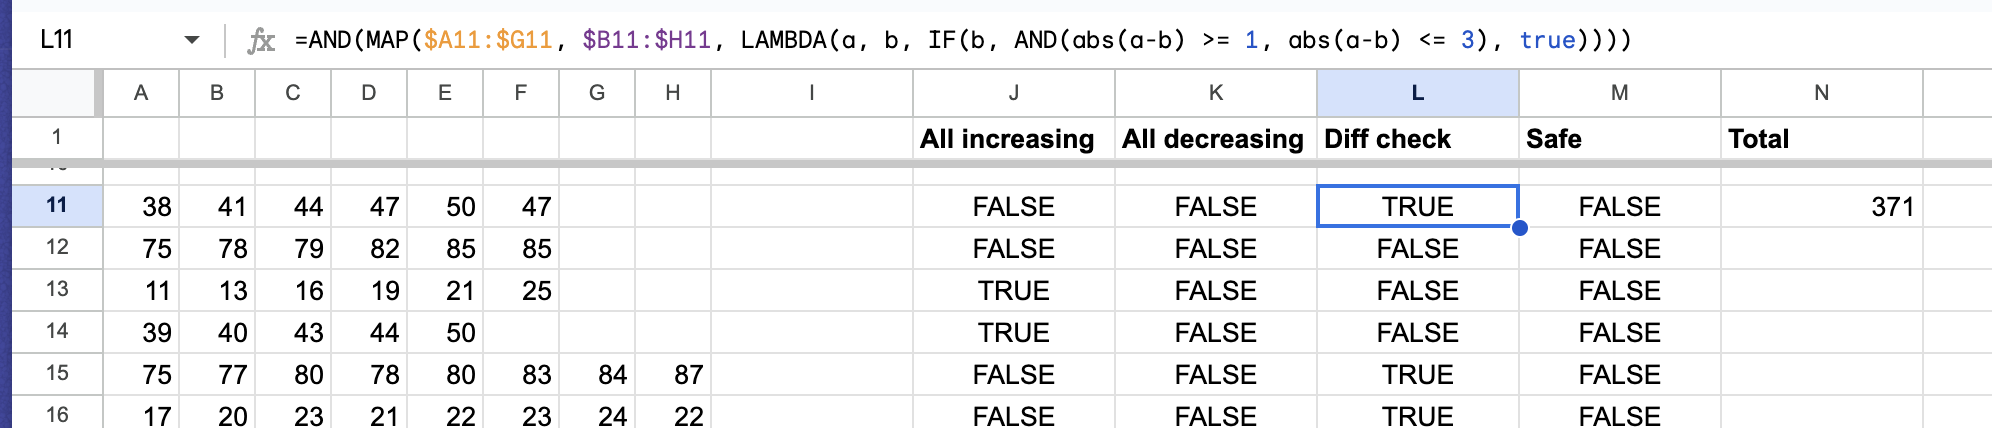 L11 fx =AND(MAP($A11:$G11, $B11:$H11, LAMBDA(a, b, IF(b, AND(abs(a-b) >= 1, abs(a-b) <= 3), true))))
A B C D E F G H I J K L M N
1 All increasing All decreasing Diff check Safe Total
11 38 41 44 47 50 47 FALSE FALSE TRUE FALSE 371
12 75 78 79 82 85 85 FALSE FALSE FALSE FALSE
13 11 13 16 19 21 25 TRUE FALSE FALSE FALSE
14 39 40 43 44 50 TRUE FALSE FALSE FALSE
15 75 77 80 78 80 83 84 87 FALSE FALSE TRUE FALSE
16 17 20 23 21 22 23 24 22 FALSE FALSE TRUE FALSE